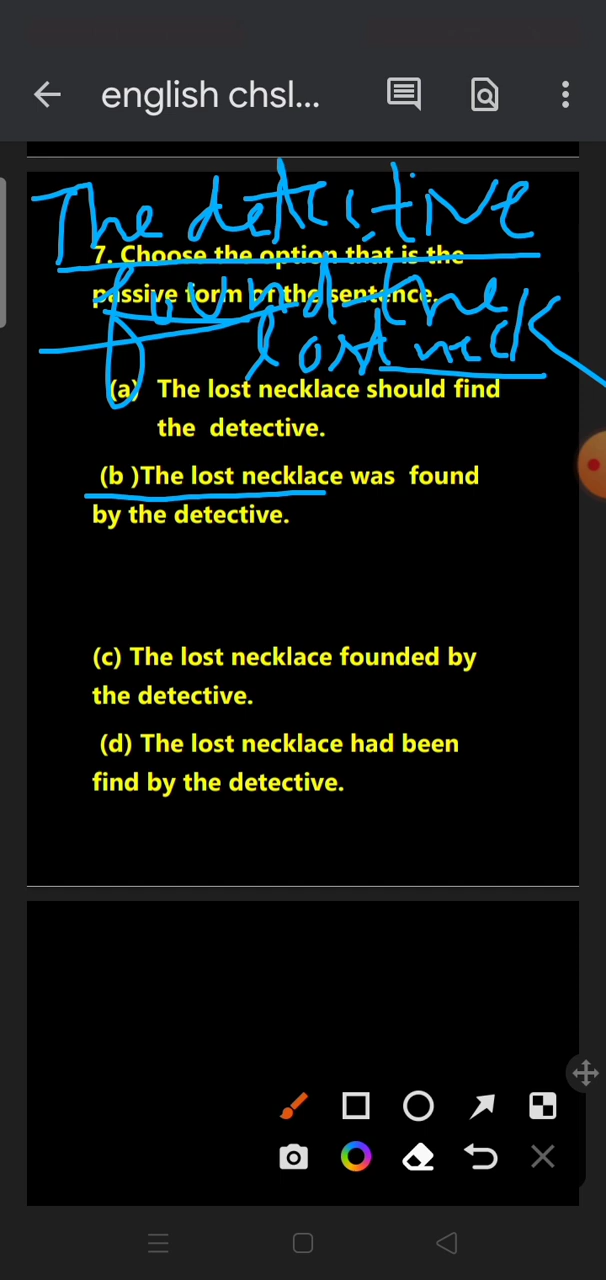 english chsl...
The detective
7. Choose the option that is the
passive form of the sentence.
found the
lost neck
(a) The lost necklace should find
the detective.
(b )The lost necklace was found
by the detective.
(c) The lost necklace founded by
the detective.
(d) The lost necklace had been
find by the detective.